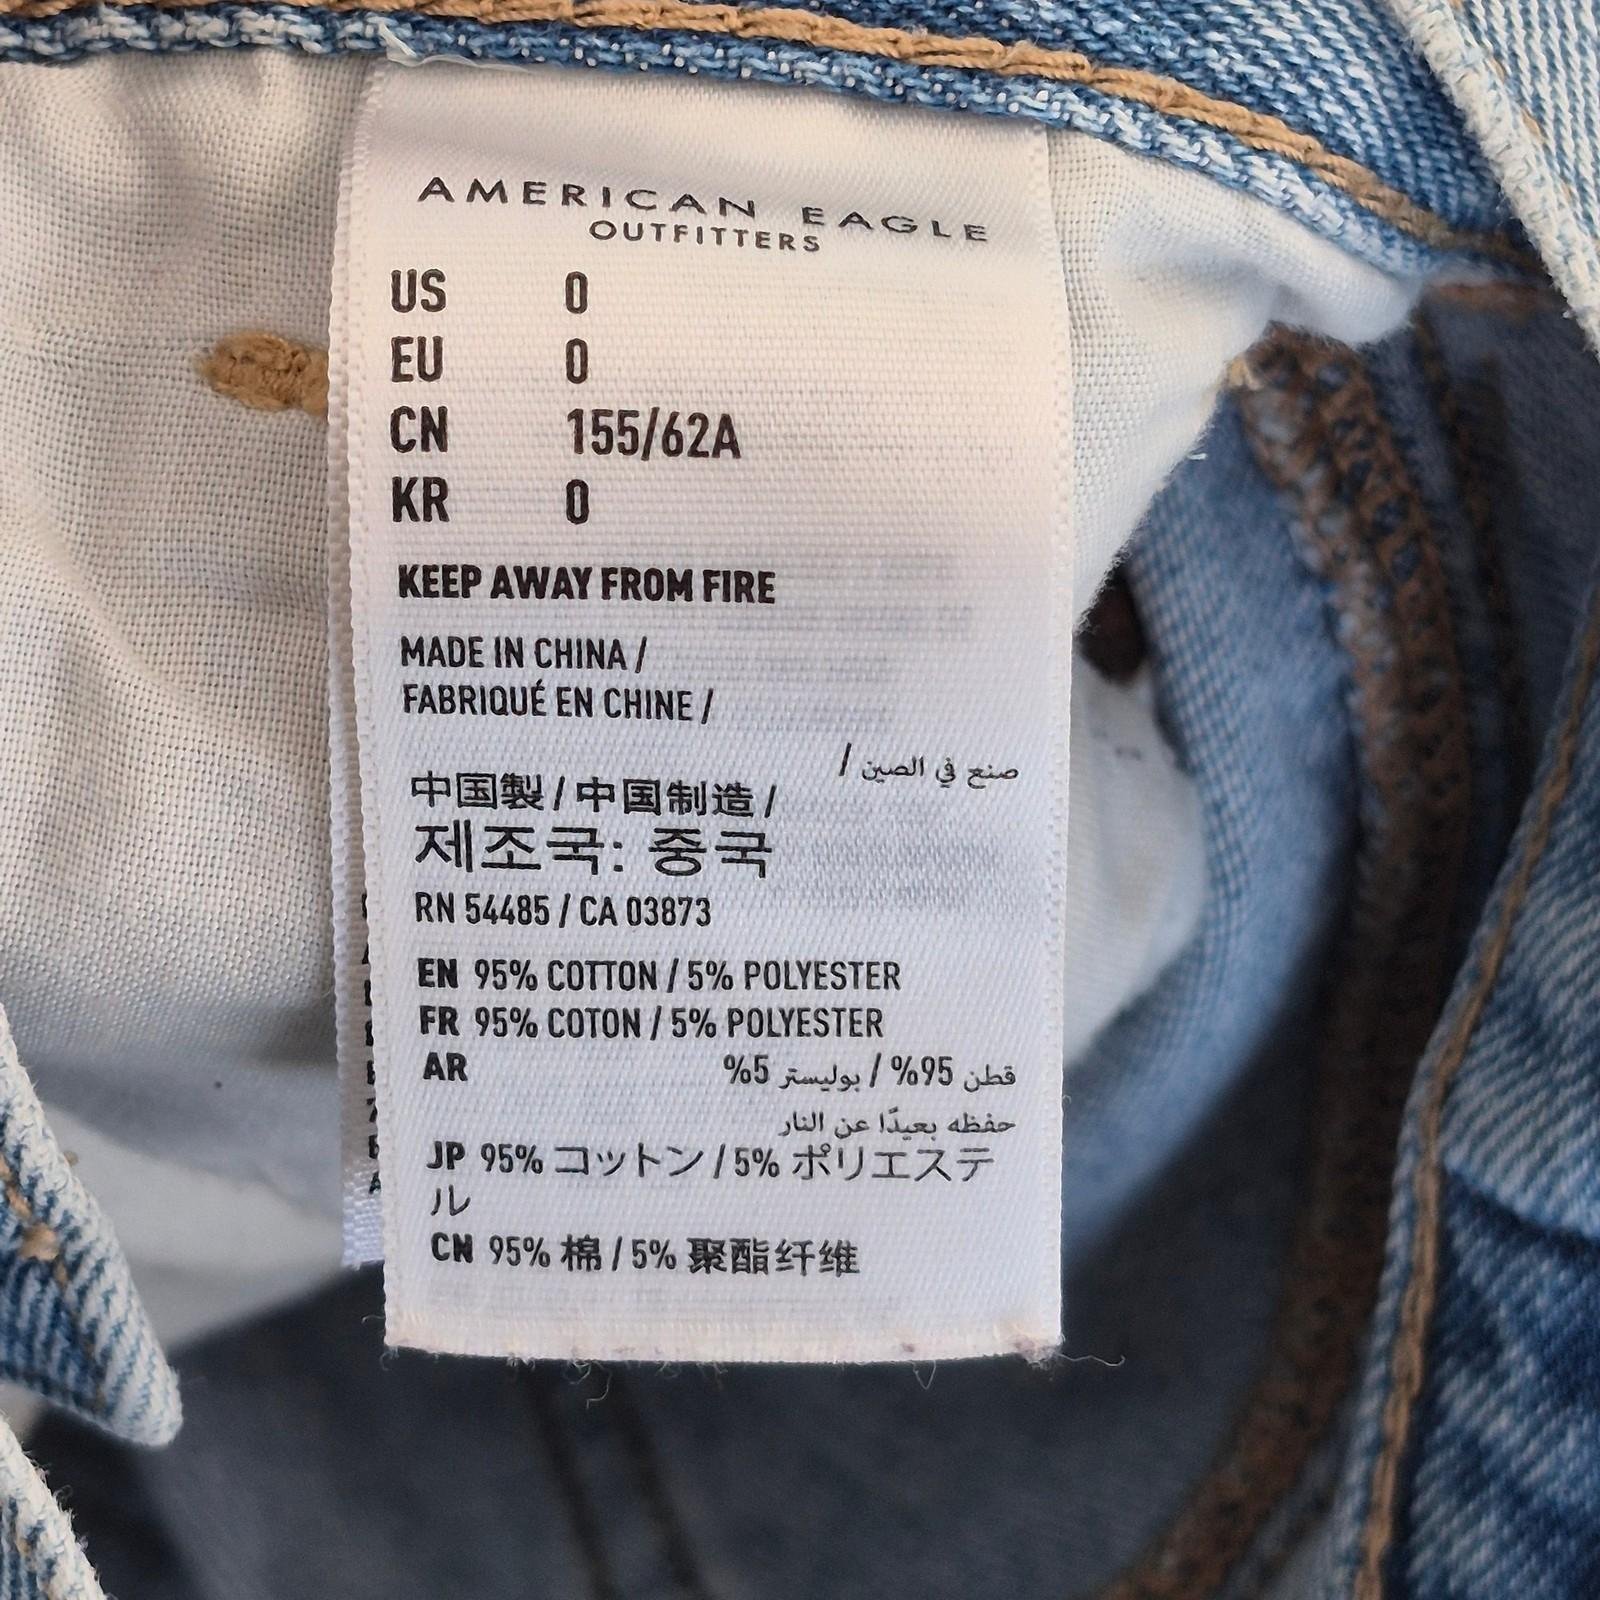 AMERICAN EAGLE
OUTFITTERS
US 0
EU 0
CN 155/62A
KR 0
KEEP AWAY FROM FIRE
MADE IN CHINA /
FABRIQUÉ EN CHINE /
صنع في الصين /
中国製 / 中国制造 /
제조국: 중국
RN 54485 / CA 03873
EN 95% COTTON / 5% POLYESTER
FR 95% COTON / 5% POLYESTER
AR قطن 95% / بوليستر 5%
حفظه بعيدًا عن النار
JP 95% コットン / 5% ポリエステ
ル
CN 95% 棉 / 5% 聚酯纤维